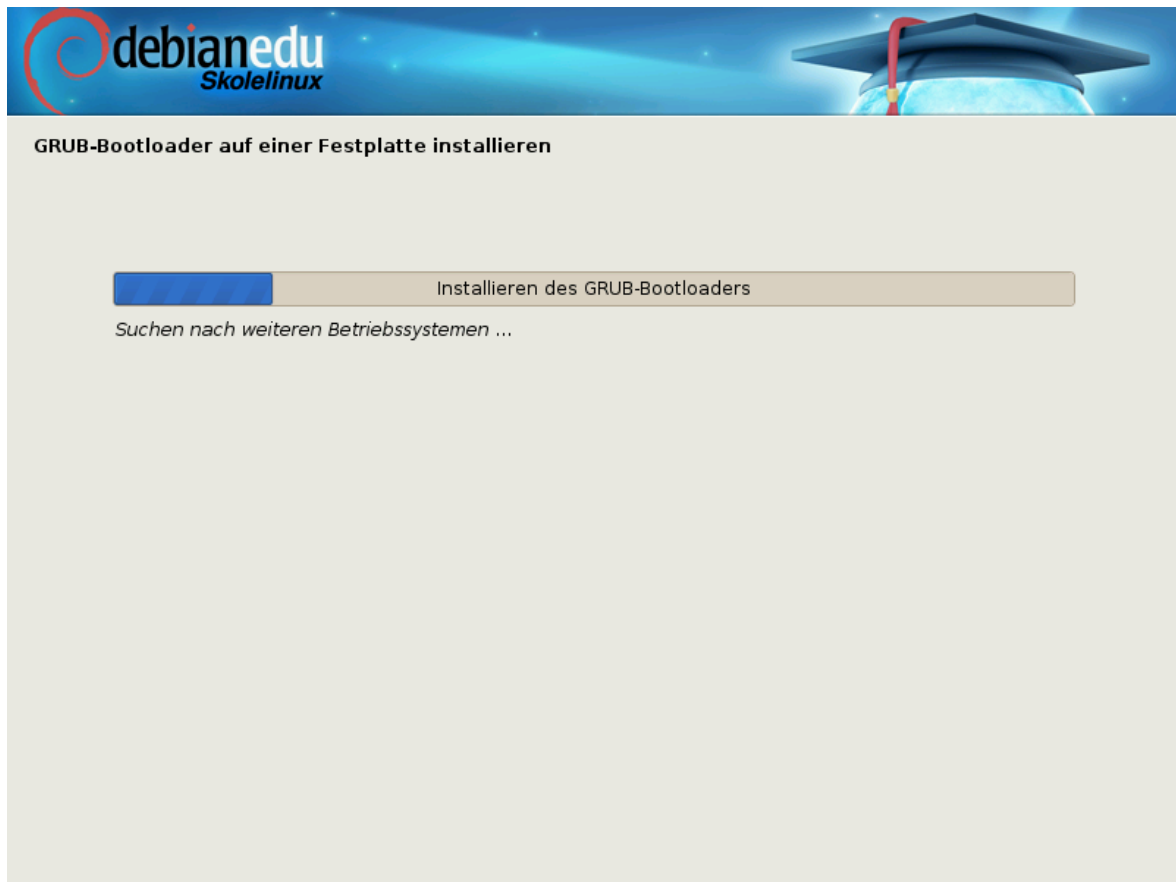 debianedu
Skolelinux
GRUB-Bootloader auf einer Festplatte installieren
Installieren des GRUB-Bootloaders
Suchen nach weiteren Betriebssystemen ...